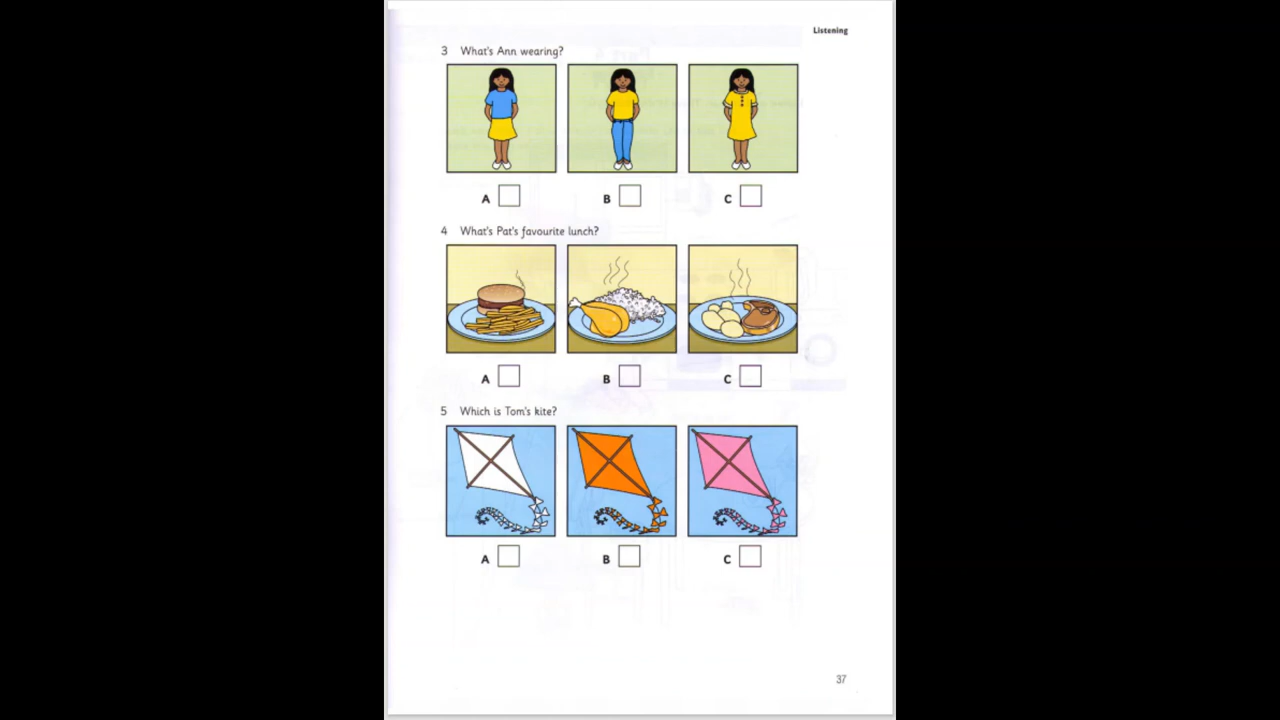 Listening
3 What's Ann wearing?
A B C
4 What's Pat's favourite lunch?
A B C
5 Which is Tom's kite?
A B C
37